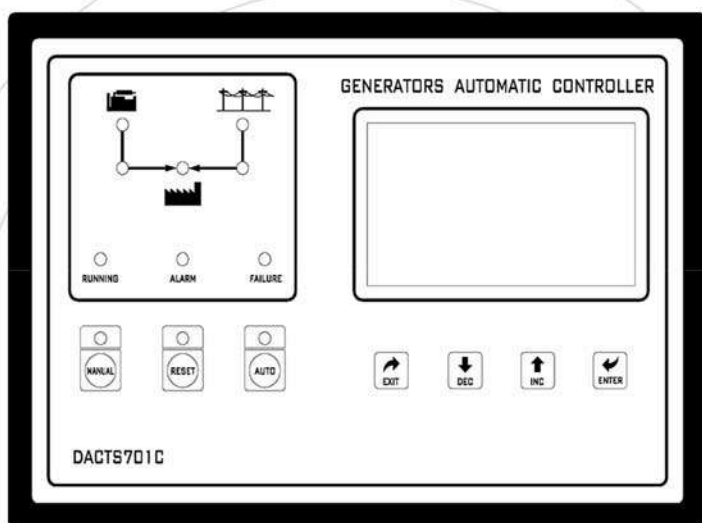 GENERATORS AUTOMATIC CONTROLLER
RUNNING ALARM FAILURE
MANUAL RESET AUTO
EXIT DEC INC ENTER
DACTS701C